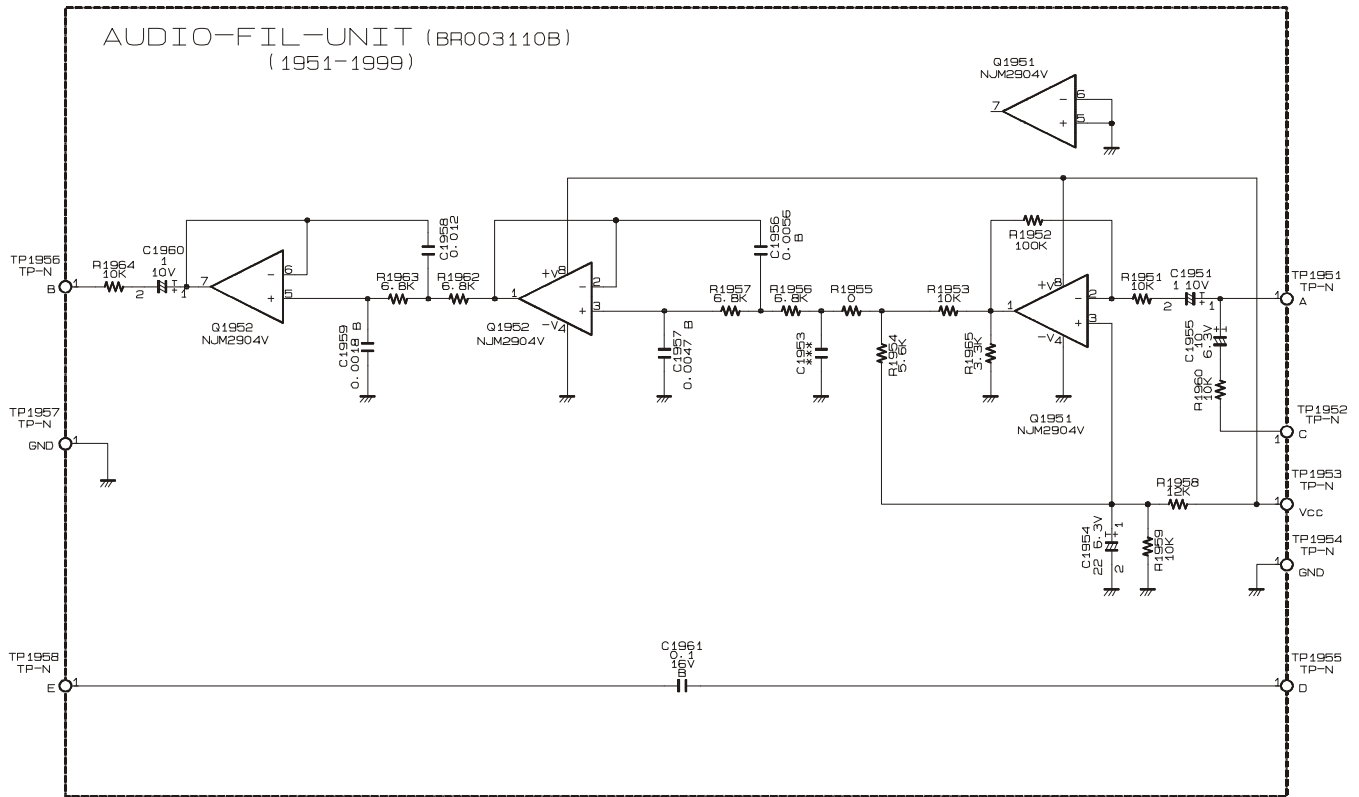 AUDIO-FIL-UNIT (BR003110B)
(1951-1999)
Q1951
NJM2904V
7
6
5
-
+
TP1956
TP-N
B
1
R1964
10K
C1960
1
10V
2
+
1
7
-
+
6
5
Q1952
NJM2904V
C1958
0.012
R1963
6.8K
R1962
6.8K
C1959
0.0018 B
1
+V
8
-V
4
-
+
2
3
Q1952
NJM2904V
C1956
0.0056
B
R1957
6.8K
R1956
6.8K
R1955
0
R1953
10K
C1957
0.0047 B
C1953
***
R1954
5.6K
R1965
3.3K
R1952
100K
1
+V
8
-V
4
-
+
2
3
Q1951
NJM2904V
R1951
10K
C1951
1 10V
2
+
1
TP1951
TP-N
1
A
C1955
10
6.3V
+
1
R1960
10K
TP1952
TP-N
1
C
TP1957
TP-N
GND
1
R1958
12K
TP1953
TP-N
1
Vcc
C1954
22 6.3V
+
1
2
R1959
10K
TP1954
TP-N
1
GND
TP1958
TP-N
E
1
C1961
0.1
16V
B
TP1955
TP-N
1
D